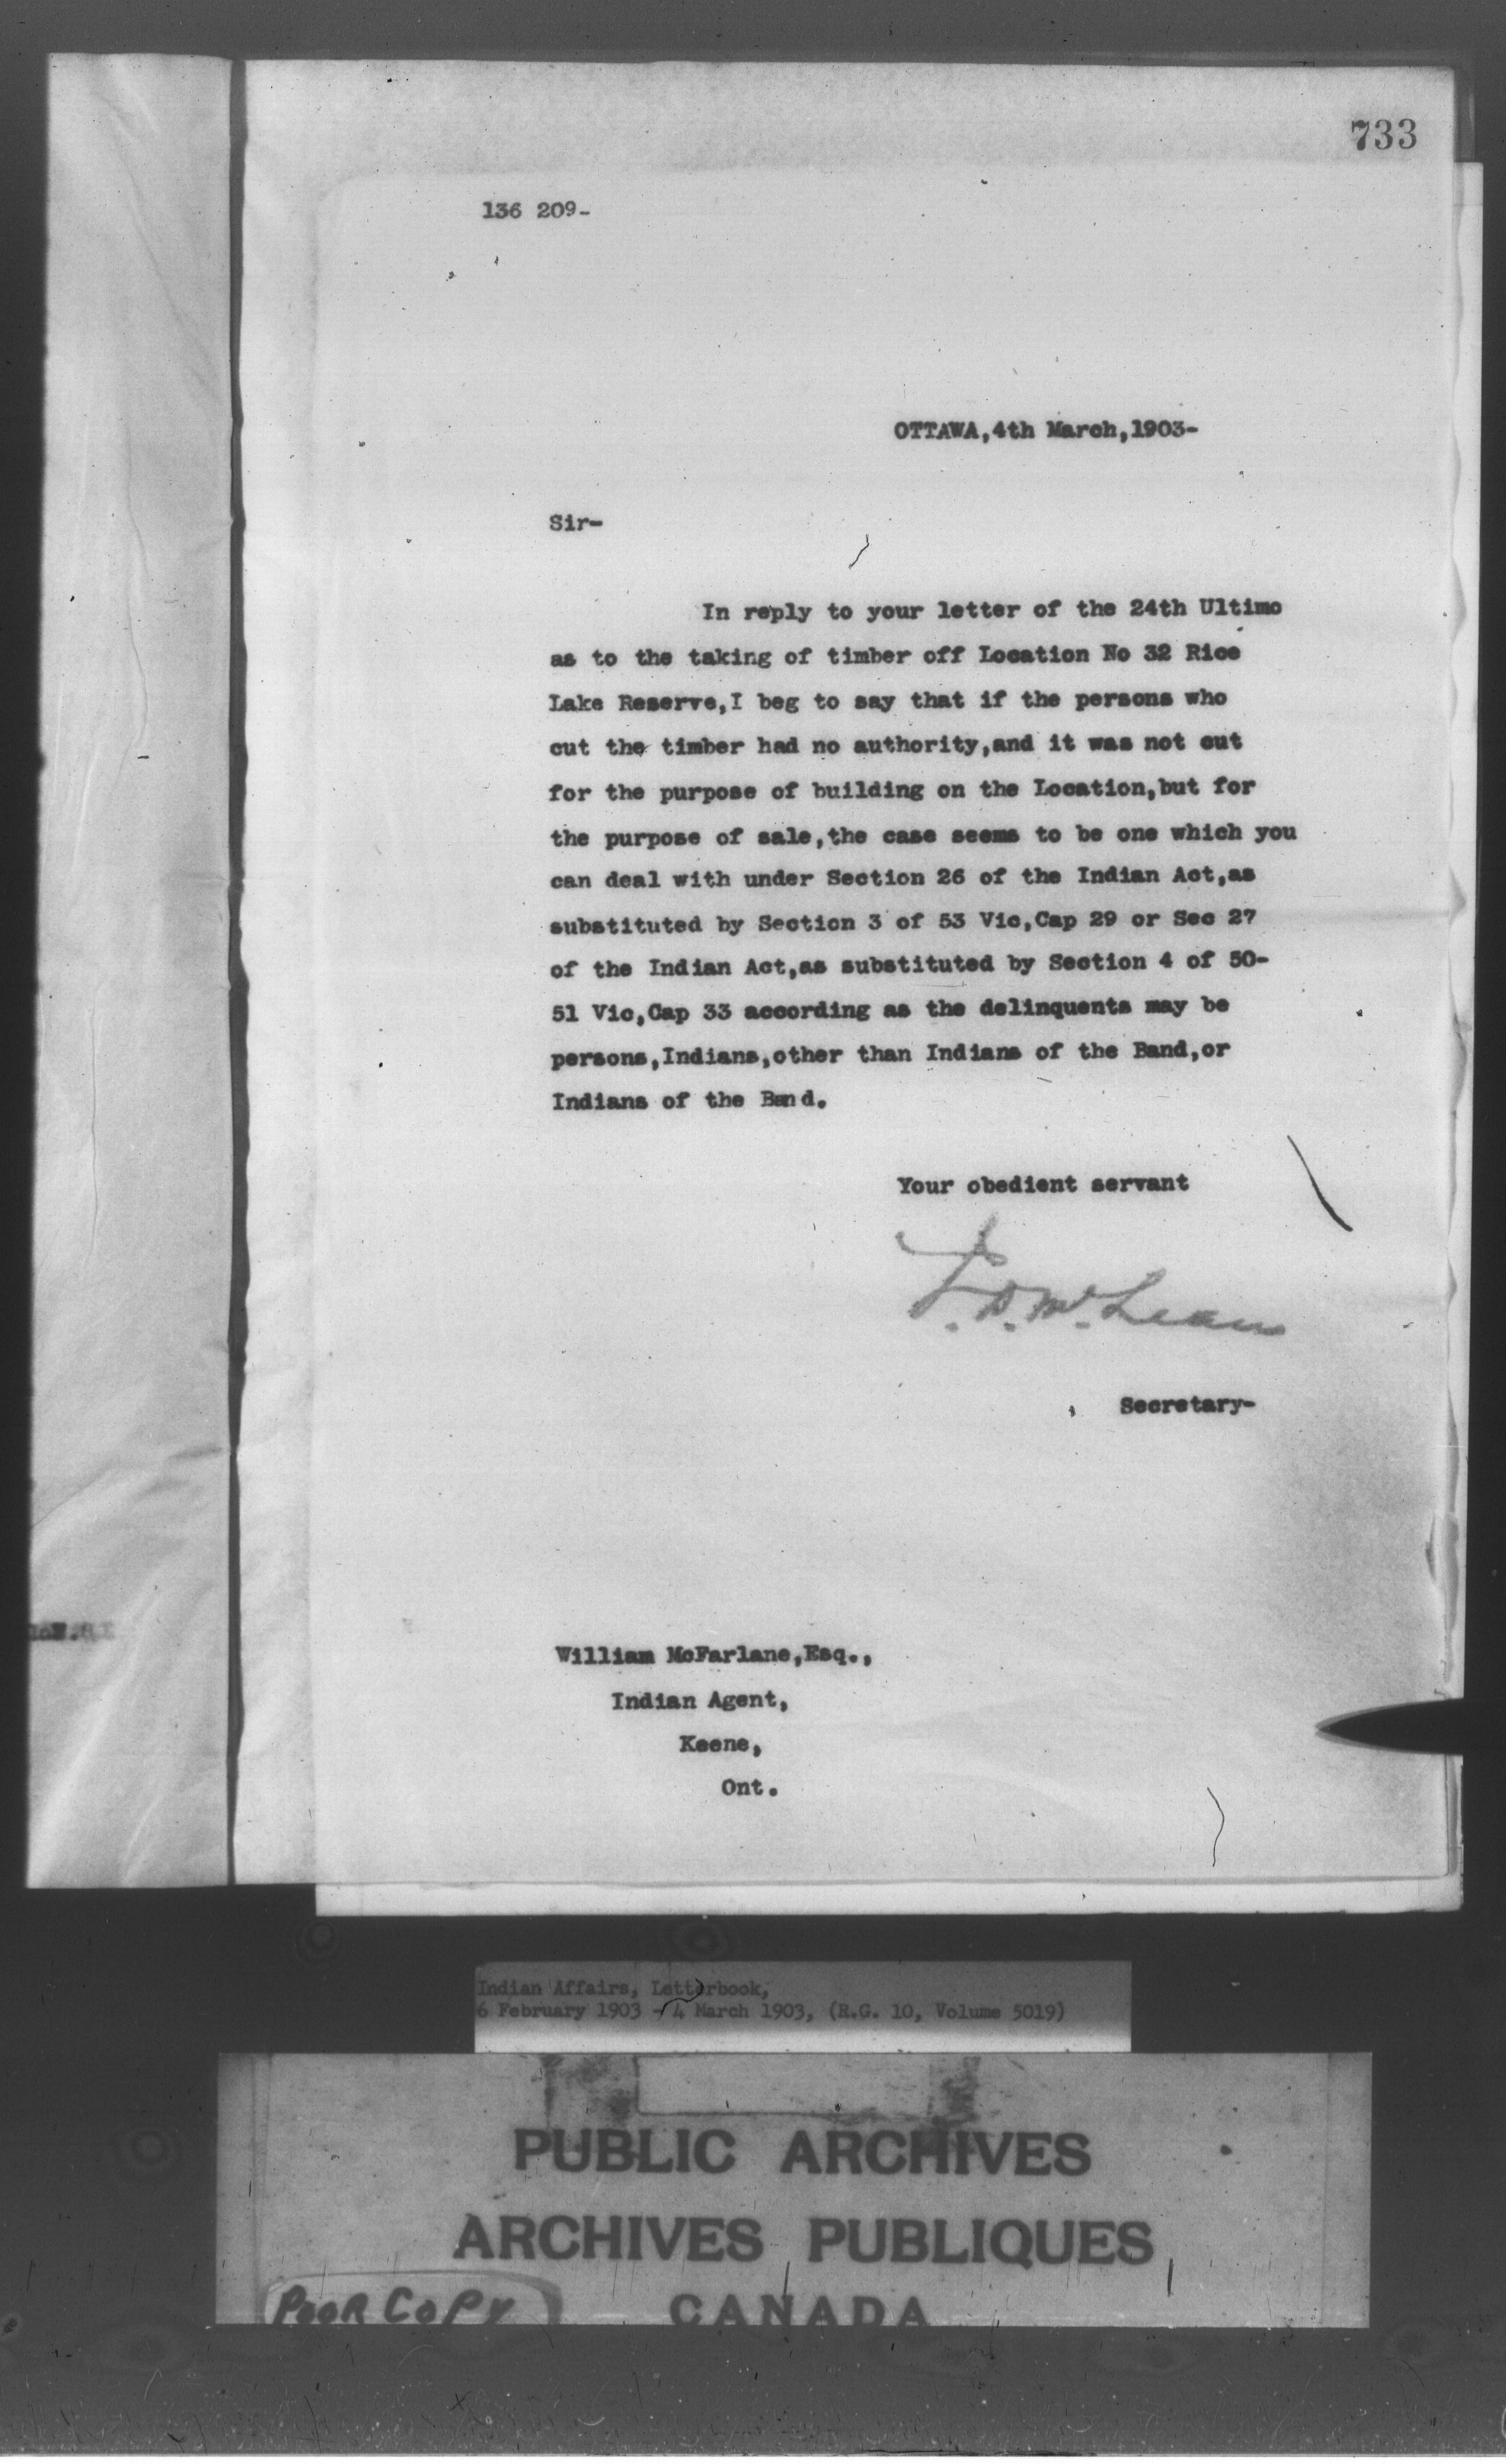 733
136 209-
OTTAWA,4th March,1903-
Sir-
In reply to your letter of the 24th Ultimo
as to the taking of timber off Location No 32 Rice
Lake Reserve,I beg to say that if the persons who
cut the timber had no authority,and it was not cut
for the purpose of building on the Location,but for
the purpose of sale,the case seems to be one which you
can deal with under Section 26 of the Indian Act,as
substituted by Section 3 of 53 Vic,Cap 29 or Sec 27
of the Indian Act,as substituted by Section 4 of 50-
51 Vic,Cap 33 according as the delinquents may be
persons,Indians,other than Indians of the Band,or
Indians of the Band.
Your obedient servant
J. D. McLean
Secretary-
William McFarlane,Esq.,
Indian Agent,
Keene,
Ont.
Indian Affairs, Letterbook,
6 February 1903 - 4 March 1903, (R.G. 10, Volume 5019)
PUBLIC ARCHIVES
ARCHIVES PUBLIQUES
POOR COPY
CANADA